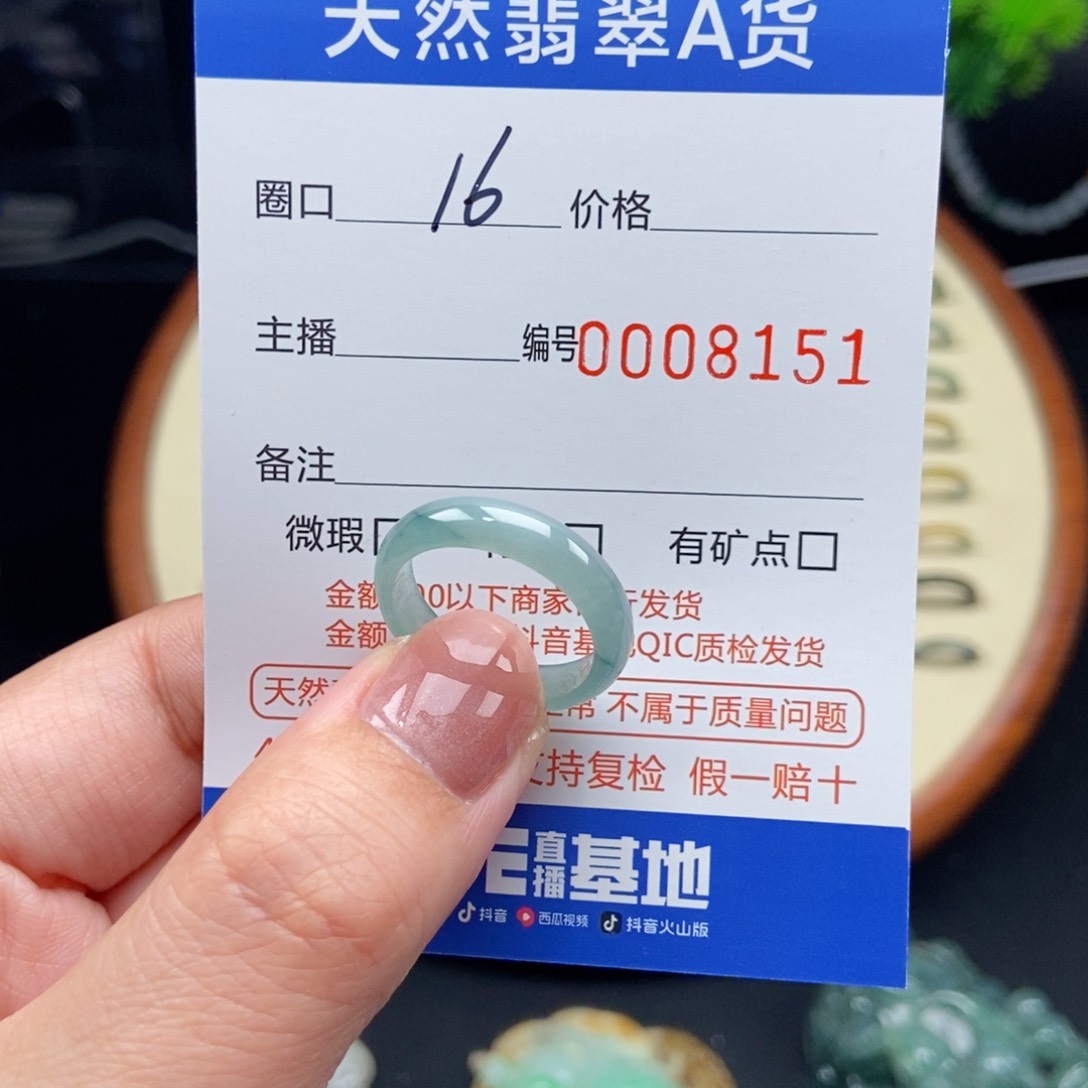 天然翡翠A货
圈口 16 价格
主播 编号0008151
备注
微瑕 有矿点
金额 00以下商家 发货
金额 抖音基 QIC质检发货
天然 不属于质量问题
支持复检 假一赔十
直播基地
抖音 西瓜视频 抖音火山版